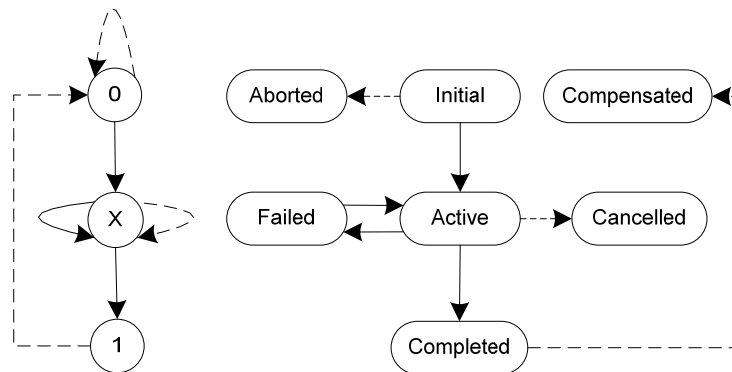 0
Aborted
Initial
Compensated
X
Failed
Active
Cancelled
1
Completed